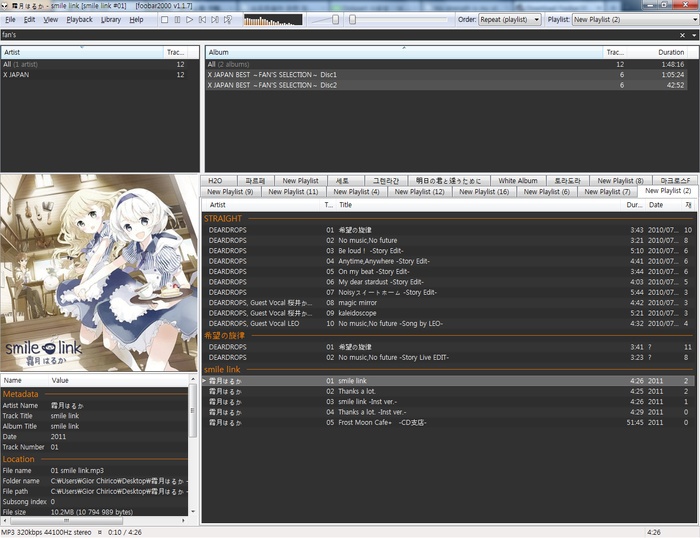 霜月はるか - smile link [smile link #01] [foobar2000 v1.1.7]
File Edit View Playback Library Help
Order: Repeat (playlist)
Playlist: New Playlist (2)
fan's
Artist Trac...
All (1 artist) 12
X JAPAN 12
Album Trac... Duration
All (2 albums) 12 1:48:16
X JAPAN BEST ～FAN'S SELECTION～ Disc1 6 1:05:24
X JAPAN BEST ～FAN'S SELECTION～ Disc2 6 42:52
smile link
霜月はるか
H2O 파르페 New Playlist 세토 그렌라간 明日の君と逢うために White Album 토라도라 New Playlist (8) 마크로스F
New Playlist (9) New Playlist (11) New Playlist (4) New Playlist (12) New Playlist (16) New Playlist (6) New Playlist (7) New Playlist (2)
Artist T... Title Dur... Date 재
STRAIGHT
DEARDROPS 01 希望の旋律 3:43 2010/07... 10
DEARDROPS 02 No music,No future 3:21 2010/07... 8
DEARDROPS 03 Be loud！ -Story Edit- 5:10 2010/07... 6
DEARDROPS 04 Anytime,Anywhere -Story Edit- 4:41 2010/07... 6
DEARDROPS 05 On my beat -Story Edit- 3:44 2010/07... 6
DEARDROPS 06 My dear stardust -Story Edit- 4:03 2010/07... 5
DEARDROPS 07 Noisyスイートホーム -Story Edit- 5:44 2010/07... 4
DEARDROPS, Guest Vocal 桜井か... 08 magic mirror 4:42 2010/07... 3
DEARDROPS, Guest Vocal 桜井か... 09 kaleidoscope 5:21 2010/07... 3
DEARDROPS, Guest Vocal LEO 10 No music,No future -Song by LEO- 4:32 2010/07... 4
希望の旋律
DEARDROPS 01 希望の旋律 3:41 ? 11
DEARDROPS 02 No music,No future -Story Live EDIT- 3:23 ? 8
smile link
霜月はるか 01 smile link 4:26 2011 2
霜月はるか 02 Thanks a lot. 4:25 2011 2
霜月はるか 03 smile link -Inst ver.- 4:26 2011 1
霜月はるか 04 Thanks a lot. -Inst ver.- 4:29 2011 0
霜月はるか 05 Frost Moon Cafe+ -CD支店- 51:45 2011 0
Name Value
Metadata
Artist Name 霜月はるか
Track Title smile link
Album Title smile link
Date 2011
Track Number 01
Location
File name 01 smile link.mp3
Folder name C:₩Users₩Gior Chirico₩Desktop₩霜月はるか -
File path C:₩Users₩Gior Chirico₩Desktop₩霜月はるか -
Subsong index 0
File size 10.2MB (10 794 989 bytes)
MP3 320kbps 44100Hz stereo 0:10 / 4:26 4:26